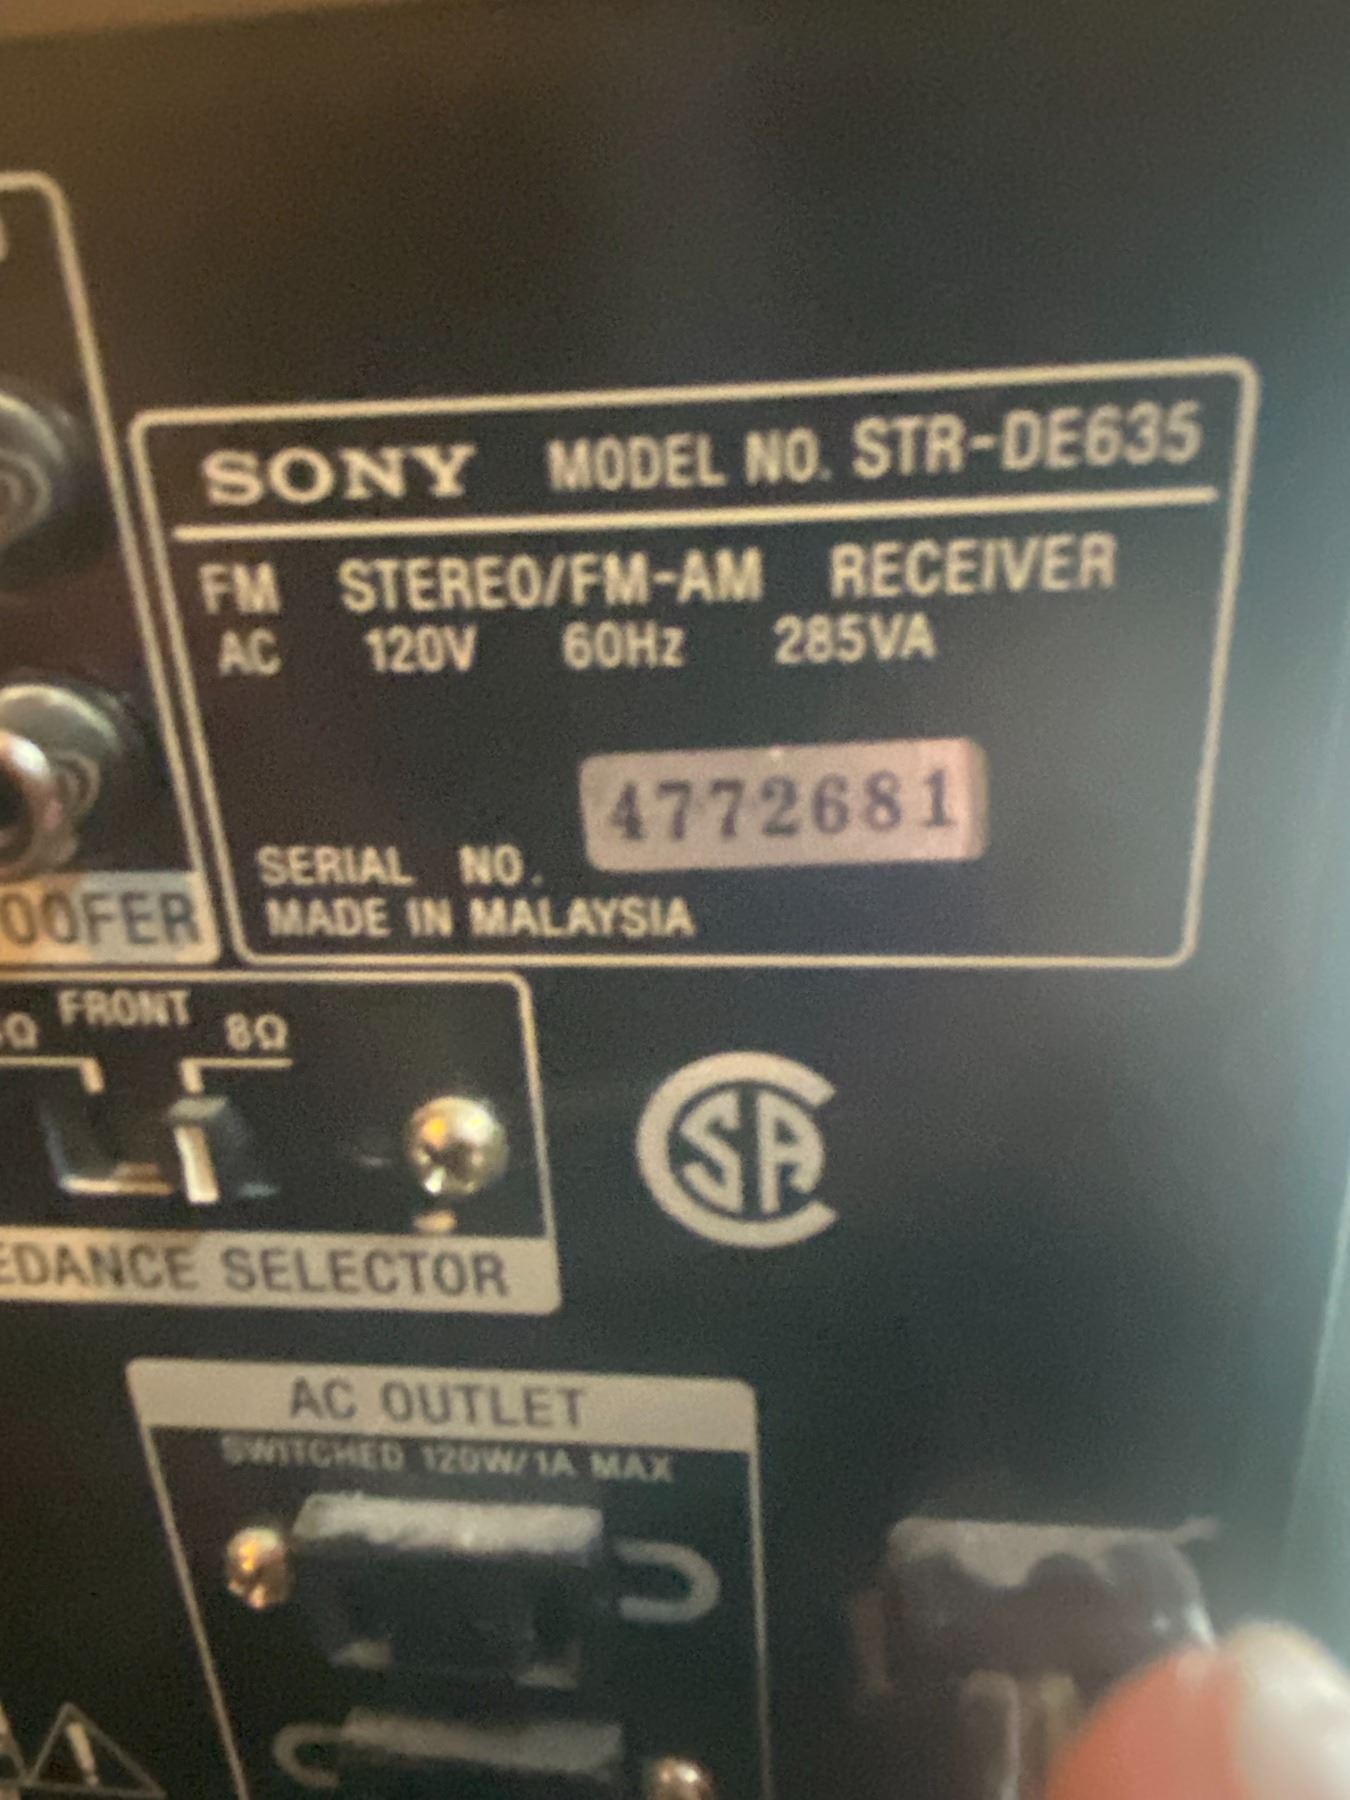 SONY MODEL NO. STR-DE635
FM STEREO/FM-AM RECEIVER
AC 120V 60Hz 285VA
4772681
SERIAL NO.
MADE IN MALAYSIA
OOFER
FRONT
Ω 8Ω
EDANCE SELECTOR
CSA
AC OUTLET
SWITCHED 120W/1A MAX
!